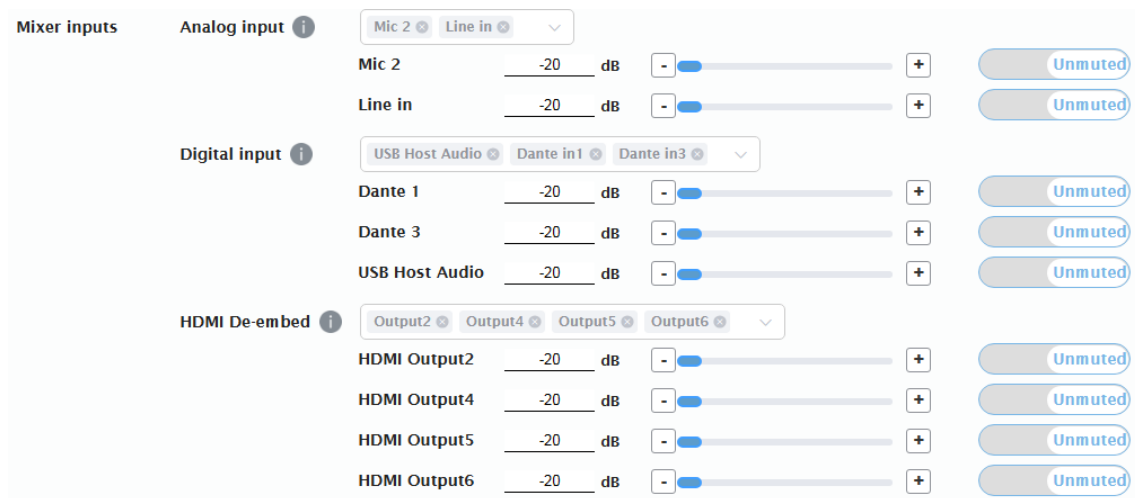 Mixer inputs Analog input i Mic 2 Line in
Mic 2 -20 dB - + Unmuted
Line in -20 dB - + Unmuted
Digital input i USB Host Audio Dante in1 Dante in3
Dante 1 -20 dB - + Unmuted
Dante 3 -20 dB - + Unmuted
USB Host Audio -20 dB - + Unmuted
HDMI De-embed i Output2 Output4 Output5 Output6
HDMI Output2 -20 dB - + Unmuted
HDMI Output4 -20 dB - + Unmuted
HDMI Output5 -20 dB - + Unmuted
HDMI Output6 -20 dB - + Unmuted